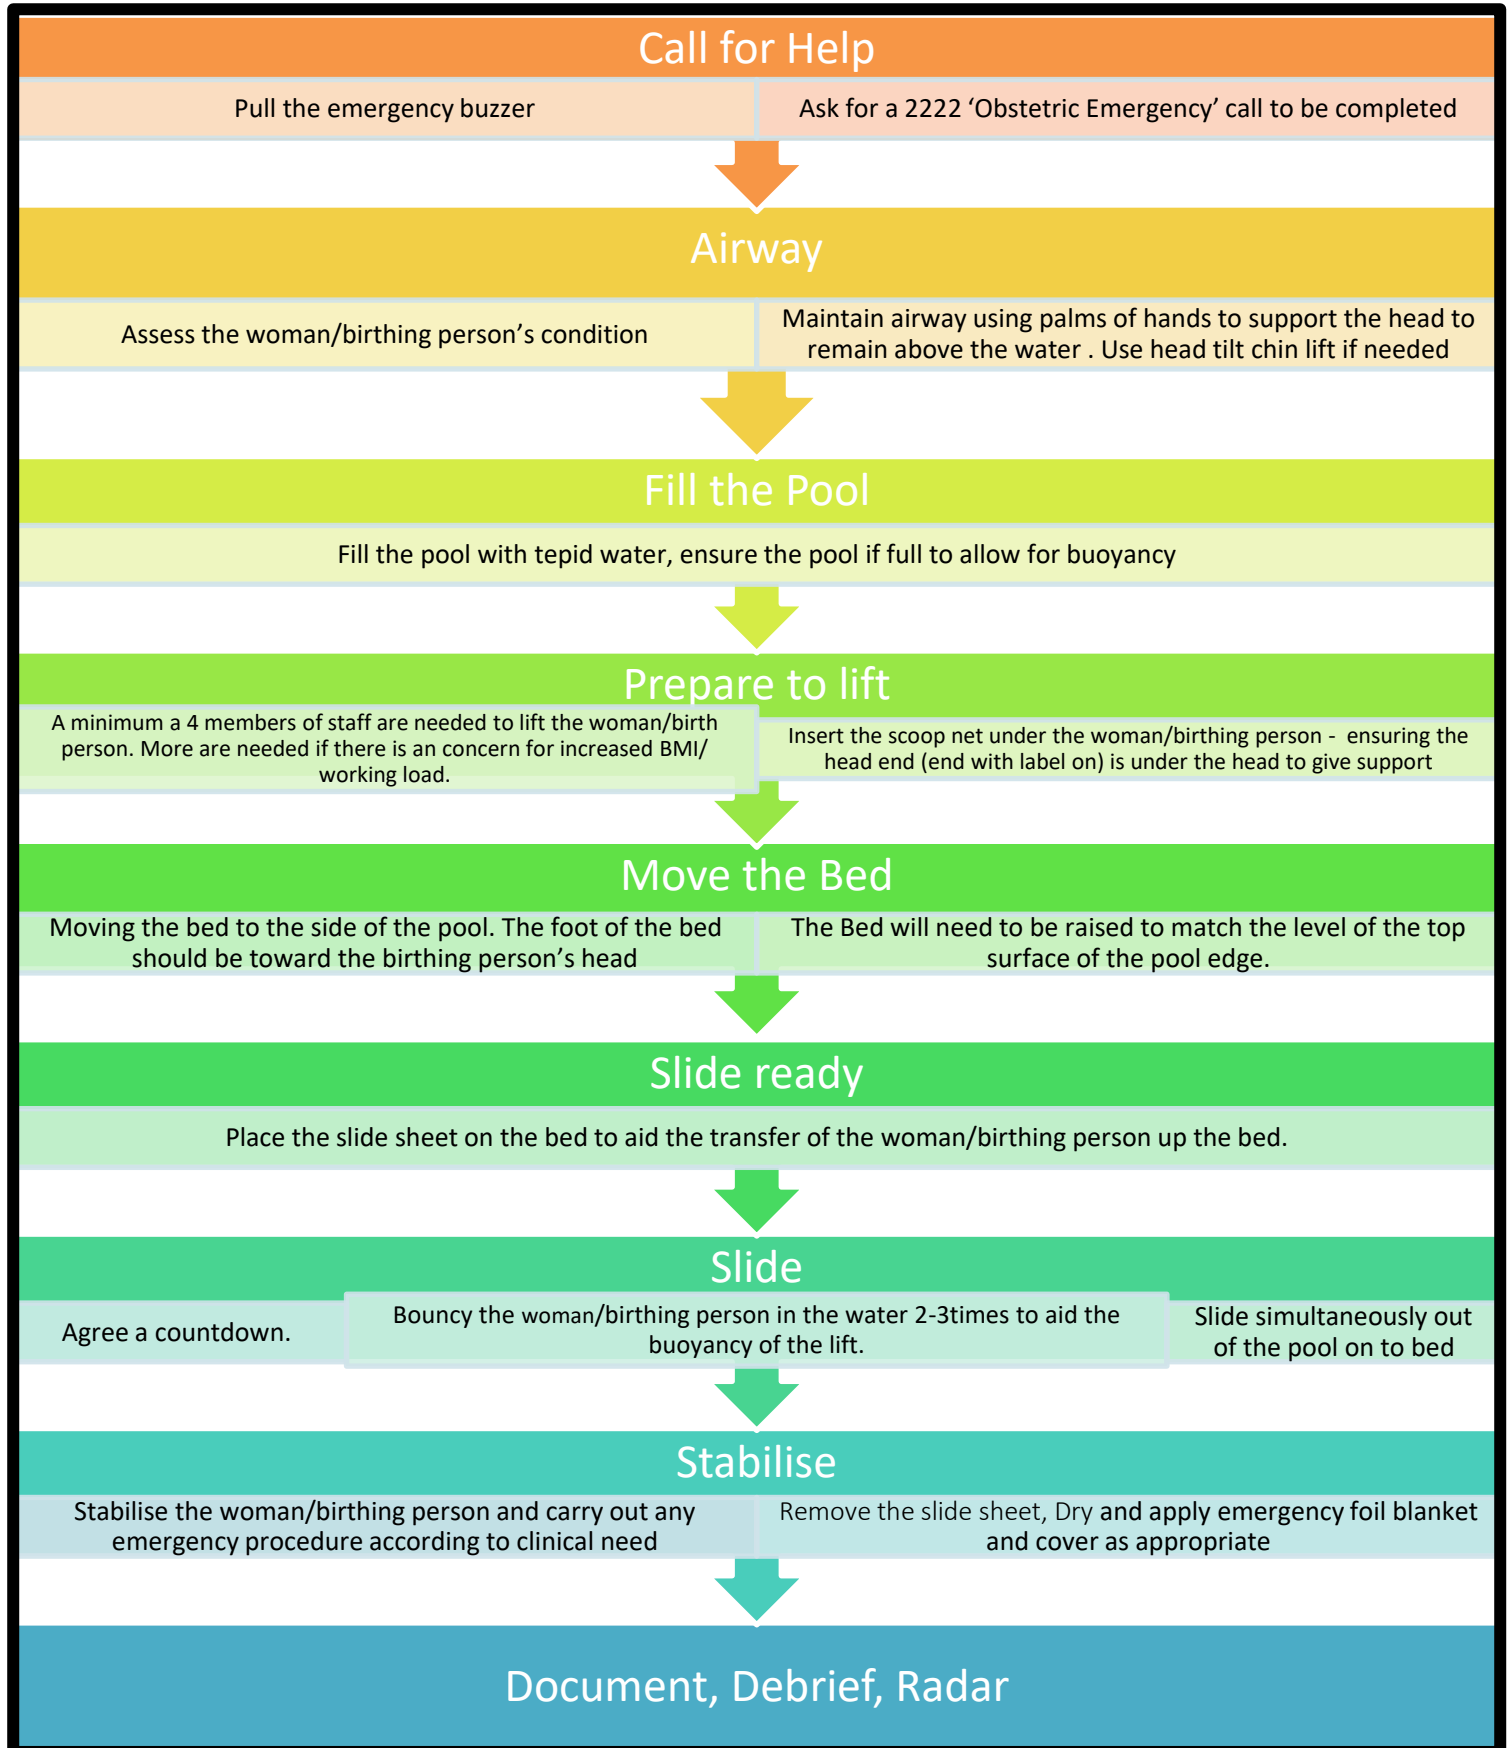 Call for Help
Pull the emergency buzzer
Ask for a 2222 ‘Obstetric Emergency’ call to be completed
Airway
Assess the woman/birthing person’s condition
Maintain airway using palms of hands to support the head to
remain above the water . Use head tilt chin lift if needed
Fill the Pool
Fill the pool with tepid water, ensure the pool if full to allow for buoyancy
Prepare to lift
A minimum a 4 members of staff are needed to lift the woman/birth
person. More are needed if there is an concern for increased BMI/
working load.
Insert the scoop net under the woman/birthing person - ensuring the
head end (end with label on) is under the head to give support
Move the Bed
Moving the bed to the side of the pool. The foot of the bed
should be toward the birthing person’s head
The Bed will need to be raised to match the level of the top
surface of the pool edge.
Slide ready
Place the slide sheet on the bed to aid the transfer of the woman/birthing person up the bed.
Slide
Agree a countdown.
Bouncy the woman/birthing person in the water 2-3times to aid the
buoyancy of the lift.
Slide simultaneously out
of the pool on to bed
Stabilise
Stabilise the woman/birthing person and carry out any
emergency procedure according to clinical need
Remove the slide sheet, Dry and apply emergency foil blanket
and cover as appropriate
Document, Debrief, Radar